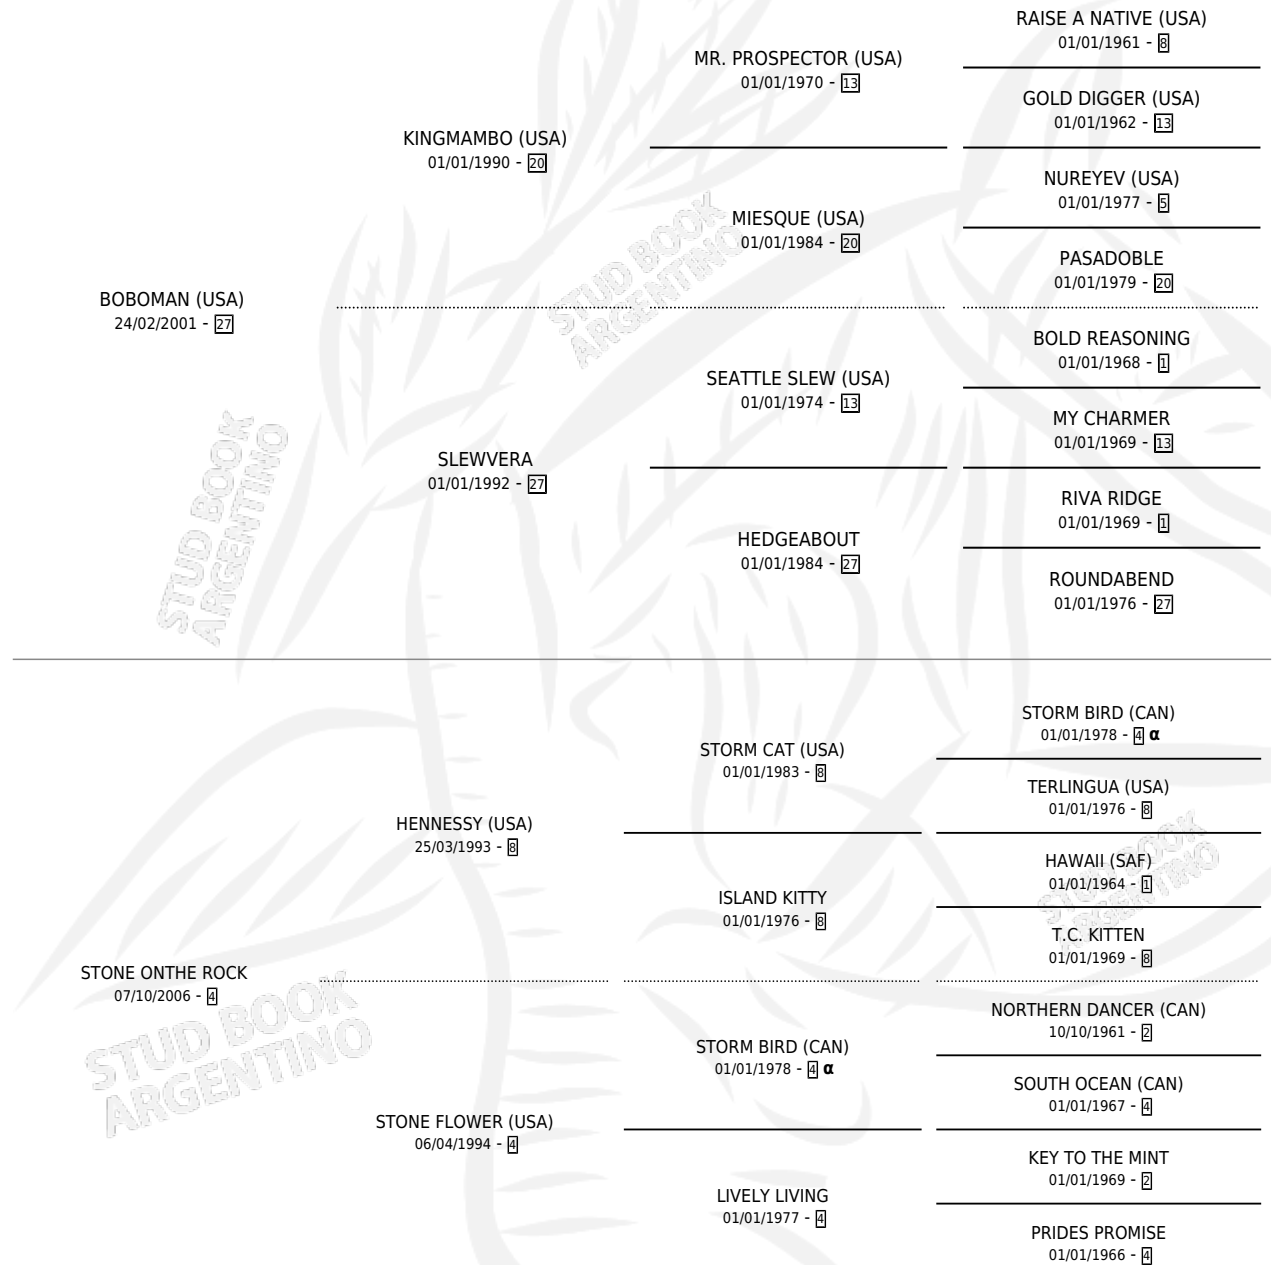 RAISE A NATIVE (USA)
01/01/1961 - 8
MR. PROSPECTOR (USA)
01/01/1970 - 13
GOLD DIGGER (USA)
01/01/1962 - 13
KINGMAMBO (USA)
01/01/1990 - 20
NUREYEV (USA)
01/01/1977 - 5
MIESQUE (USA)
01/01/1984 - 20
PASADOBLE
01/01/1979 - 20
BOBOMAN (USA)
24/02/2001 - 27
BOLD REASONING
01/01/1968 - 1
SEATTLE SLEW (USA)
01/01/1974 - 13
MY CHARMER
01/01/1969 - 13
SLEWVERA
01/01/1992 - 27
RIVA RIDGE
01/01/1969 - 1
HEDGEABOUT
01/01/1984 - 27
ROUNDABEND
01/01/1976 - 27
STORM BIRD (CAN)
01/01/1978 - 4 α
STORM CAT (USA)
01/01/1983 - 8
TERLINGUA (USA)
01/01/1976 - 8
HENNESSY (USA)
25/03/1993 - 8
HAWAII (SAF)
01/01/1964 - 1
ISLAND KITTY
01/01/1976 - 8
T.C. KITTEN
01/01/1969 - 8
STONE ONTHE ROCK
07/10/2006 - 4
NORTHERN DANCER (CAN)
10/10/1961 - 2
STORM BIRD (CAN)
01/01/1978 - 4 α
SOUTH OCEAN (CAN)
01/01/1967 - 4
STONE FLOWER (USA)
06/04/1994 - 4
KEY TO THE MINT
01/01/1969 - 2
LIVELY LIVING
01/01/1977 - 4
PRIDES PROMISE
01/01/1966 - 4
STUD BOOK
ARGENTINO
STUD BOOK
ARGENTINO
STUD BOOK
ARGENTINO
STUD BOOK
ARGENTINO